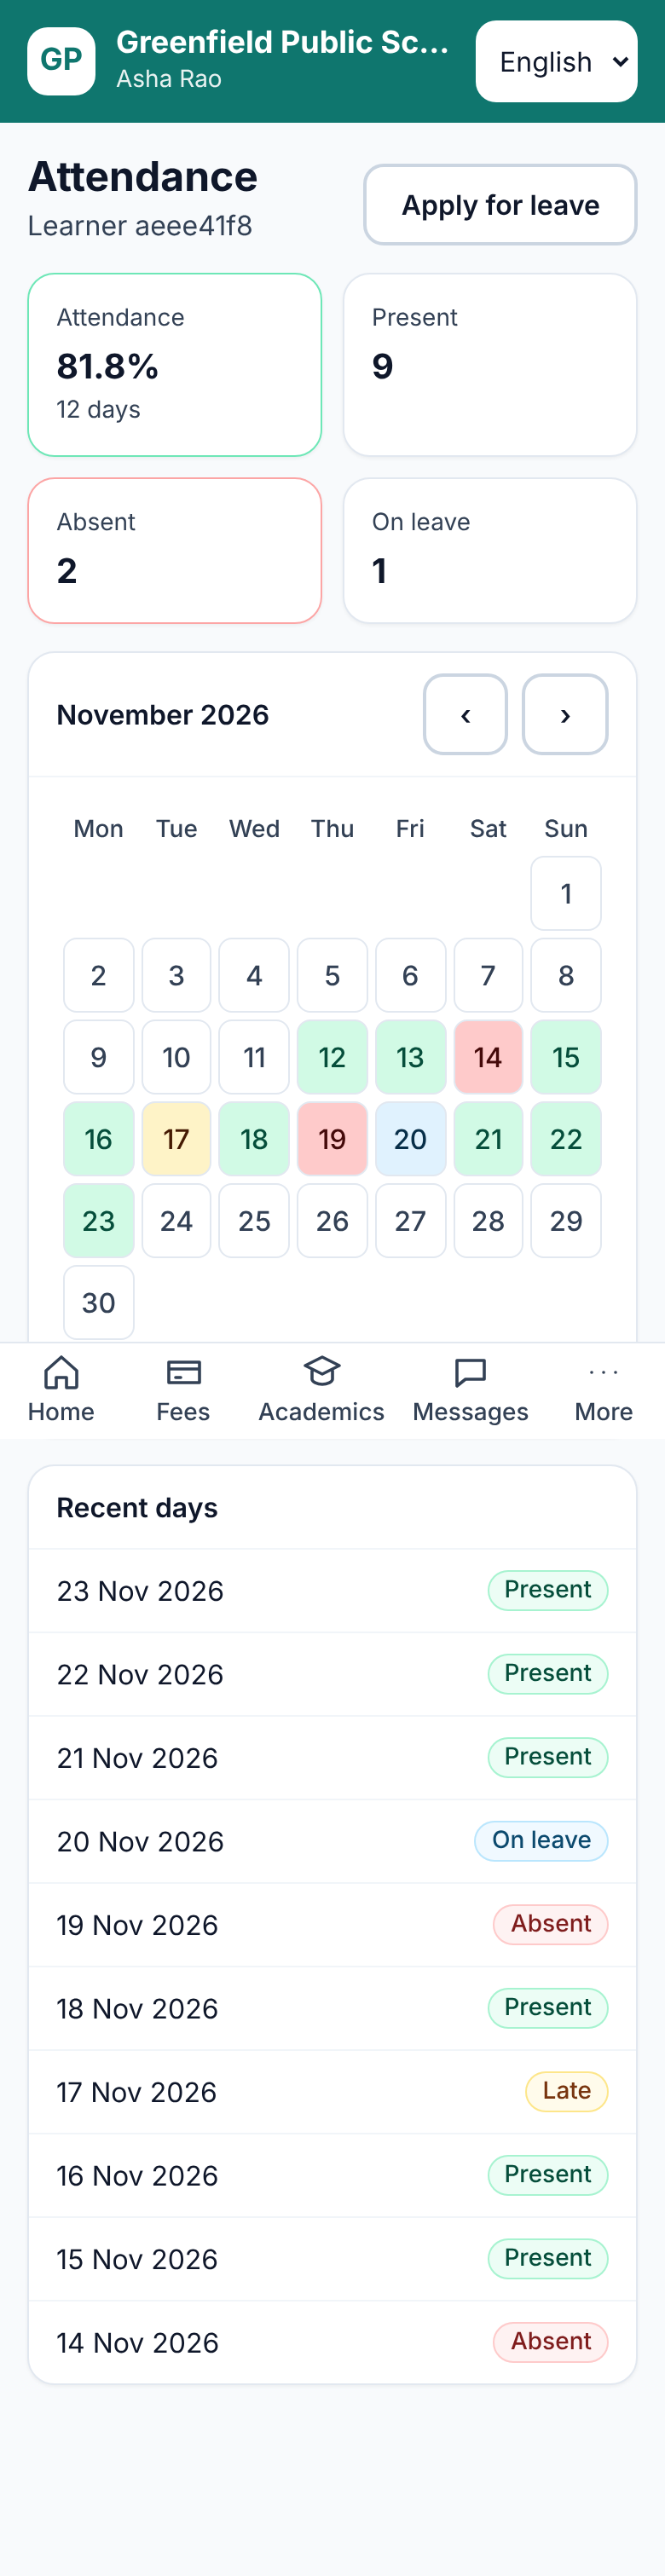 GP
Greenfield Public Sc...
Asha Rao
English
Attendance
Learner aeee41f8
Apply for leave
Attendance
81.8%
12 days
Present
9
Absent
2
On leave
1
November 2026
‹ ›
Mon Tue Wed Thu Fri Sat Sun
1
2 3 4 5 6 7 8
9 10 11 12 13 14 15
16 17 18 19 20 21 22
23 24 25 26 27 28 29
30
Home Fees Academics Messages More
Recent days
23 Nov 2026 Present
22 Nov 2026 Present
21 Nov 2026 Present
20 Nov 2026 On leave
19 Nov 2026 Absent
18 Nov 2026 Present
17 Nov 2026 Late
16 Nov 2026 Present
15 Nov 2026 Present
14 Nov 2026 Absent